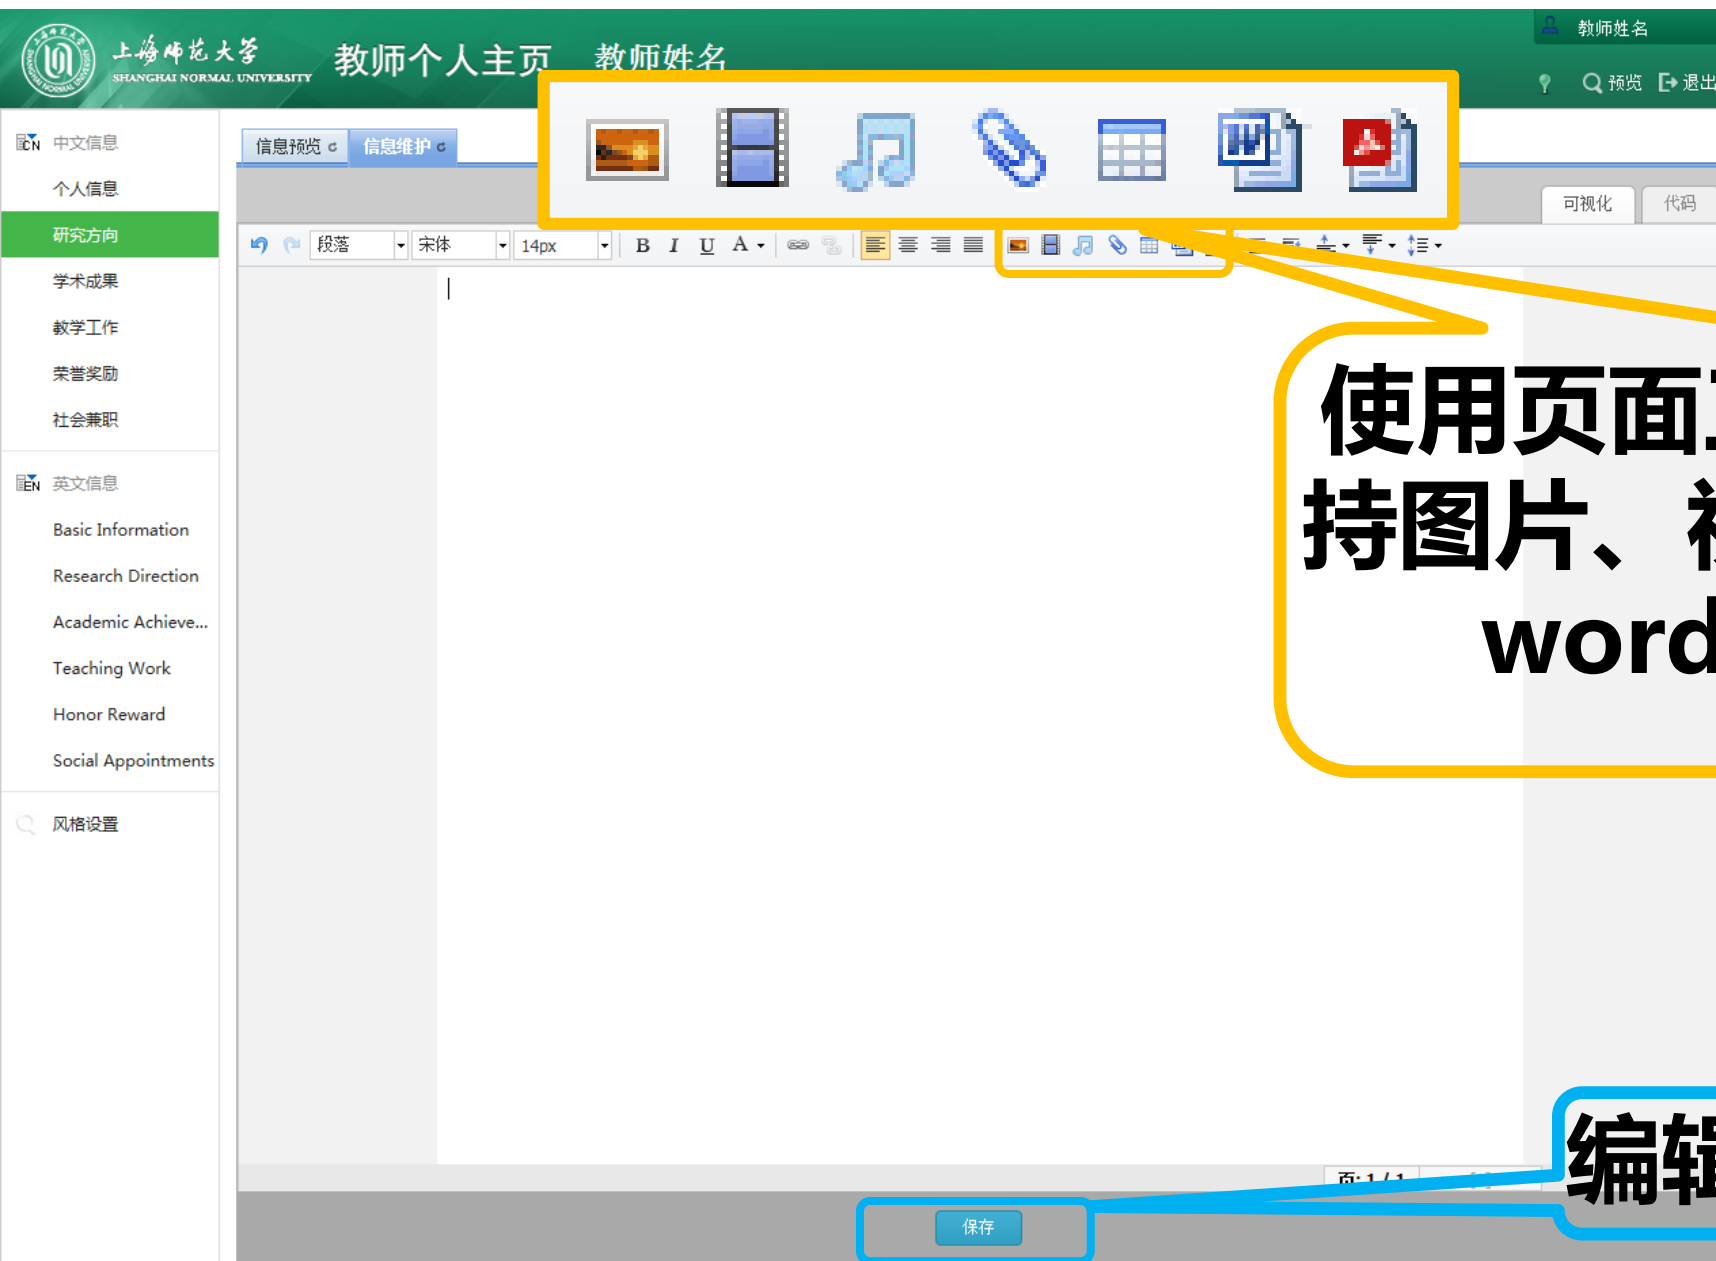 上海师范大学
SHANGHAI NORMAL UNIVERSITY
教师个人主页 教师姓名
教师姓名
预览 退出
中文信息
个人信息
研究方向
学术成果
教学工作
荣誉奖励
社会兼职
英文信息
Basic Information
Research Direction
Academic Achieve...
Teaching Work
Honor Reward
Social Appointments
风格设置
信息预览 信息维护
可视化 代码
段落 宋体 14px B I U A
使用页面
持图片、
word
编辑
页: 1 / 1
保存